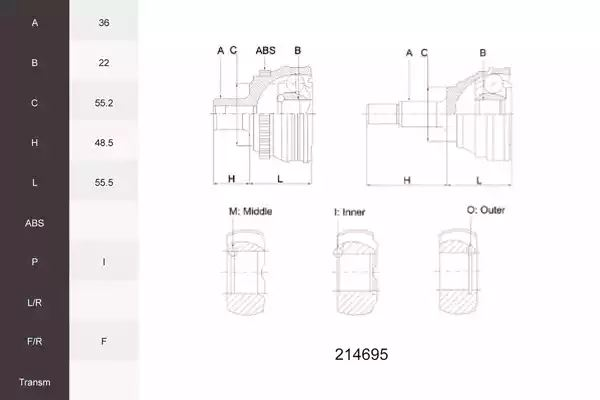 A 36
B 22
C 55.2
H 48.5
L 55.5
ABS
P I
L/R
F/R F
Transm
A C ABS B
A C B
H L
H L
M: Middle
I: Inner
O: Outer
214695